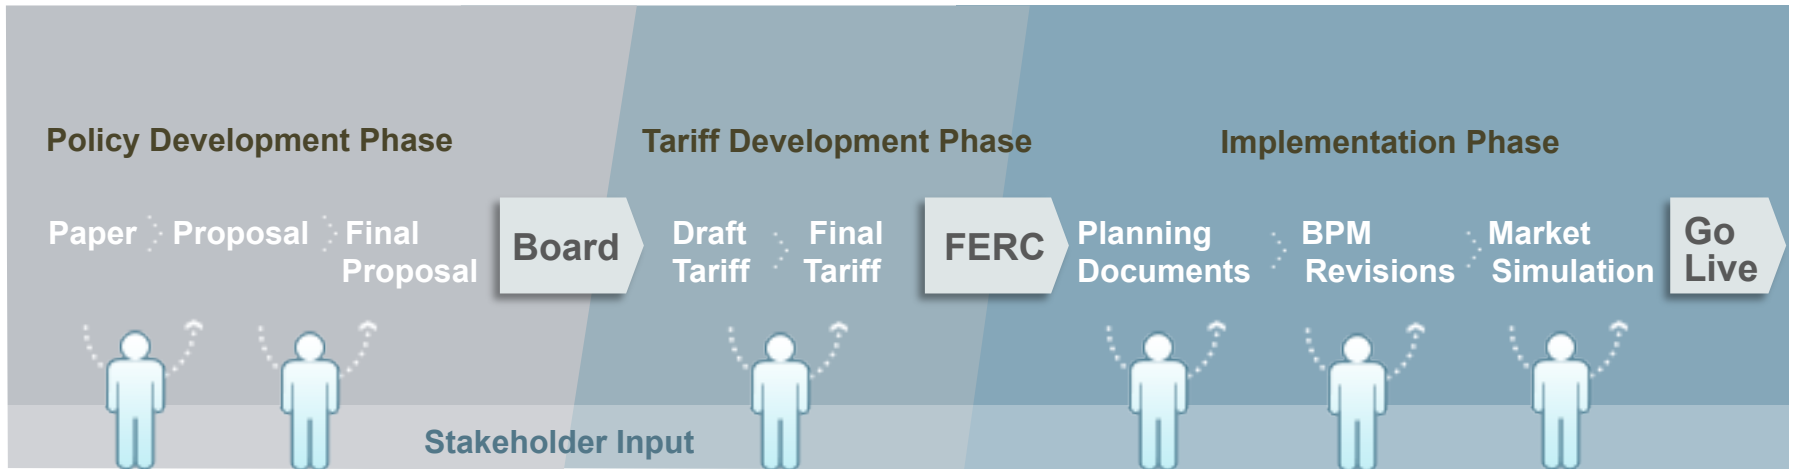 Policy Development Phase
Tariff Development Phase
Implementation Phase
Paper
Proposal
Final
Proposal
Board
Draft
Tariff
Final
Tariff
FERC
Planning
Documents
BPM
Revisions
Market
Simulation
Go
Live
Stakeholder Input